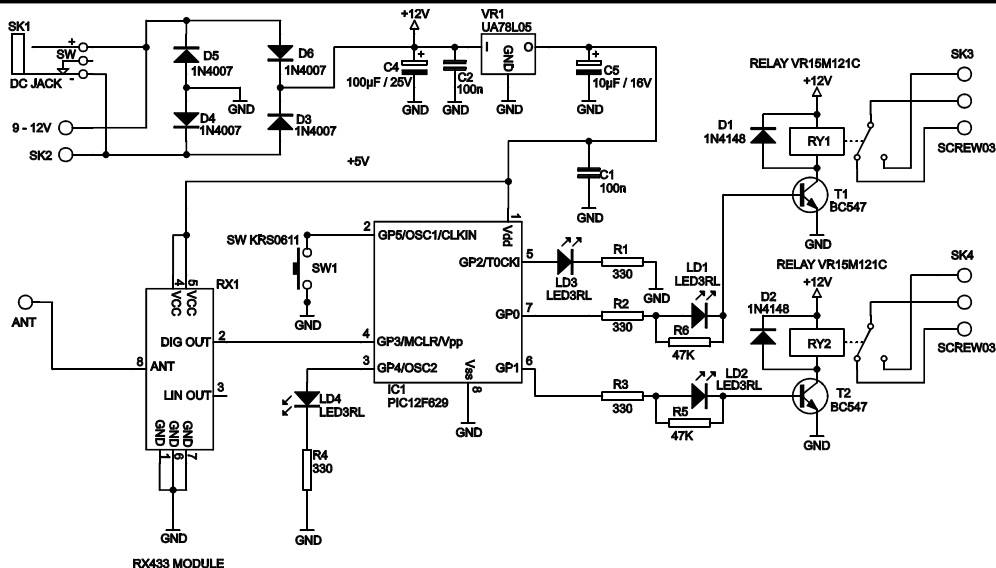 SK1
+
SW
-
DC JACK
9 - 12V
SK2
D5
1N4007
D4
1N4007
GND
D6
1N4007
D3
1N4007
+12V
+
C4
100µF / 25V
GND
C2
100n
GND
VR1
UA78L05
I
GND
O
GND
+
C5
10µF / 16V
GND
+5V
C1
100n
GND
RELAY VR15M121C
+12V
D1
1N4148
RY1
T1
BC547
GND
SK3
SCREW03
RELAY VR15M121C
+12V
D2
1N4148
RY2
T2
BC547
GND
SK4
SCREW03
ANT
RX1
4
VCC
5
VCC
DIG OUT
2
8
ANT
LIN OUT
3
GND
1
GND
6
GND
7
GND
RX433 MODULE
SW KRS0611
SW1
GND
2
GP5/OSC1/CLKIN
1
Vdd
GP2/T0CKI
5
GP0
7
4
GP3/MCLR/Vpp
3
GP4/OSC2
GP1
6
Vss
8
IC1
PIC12F629
GND
LD4
LED3RL
R4
330
GND
LD3
LED3RL
R1
330
GND
R2
330
LD1
LED3RL
R6
47K
R3
330
LD2
LED3RL
R5
47K